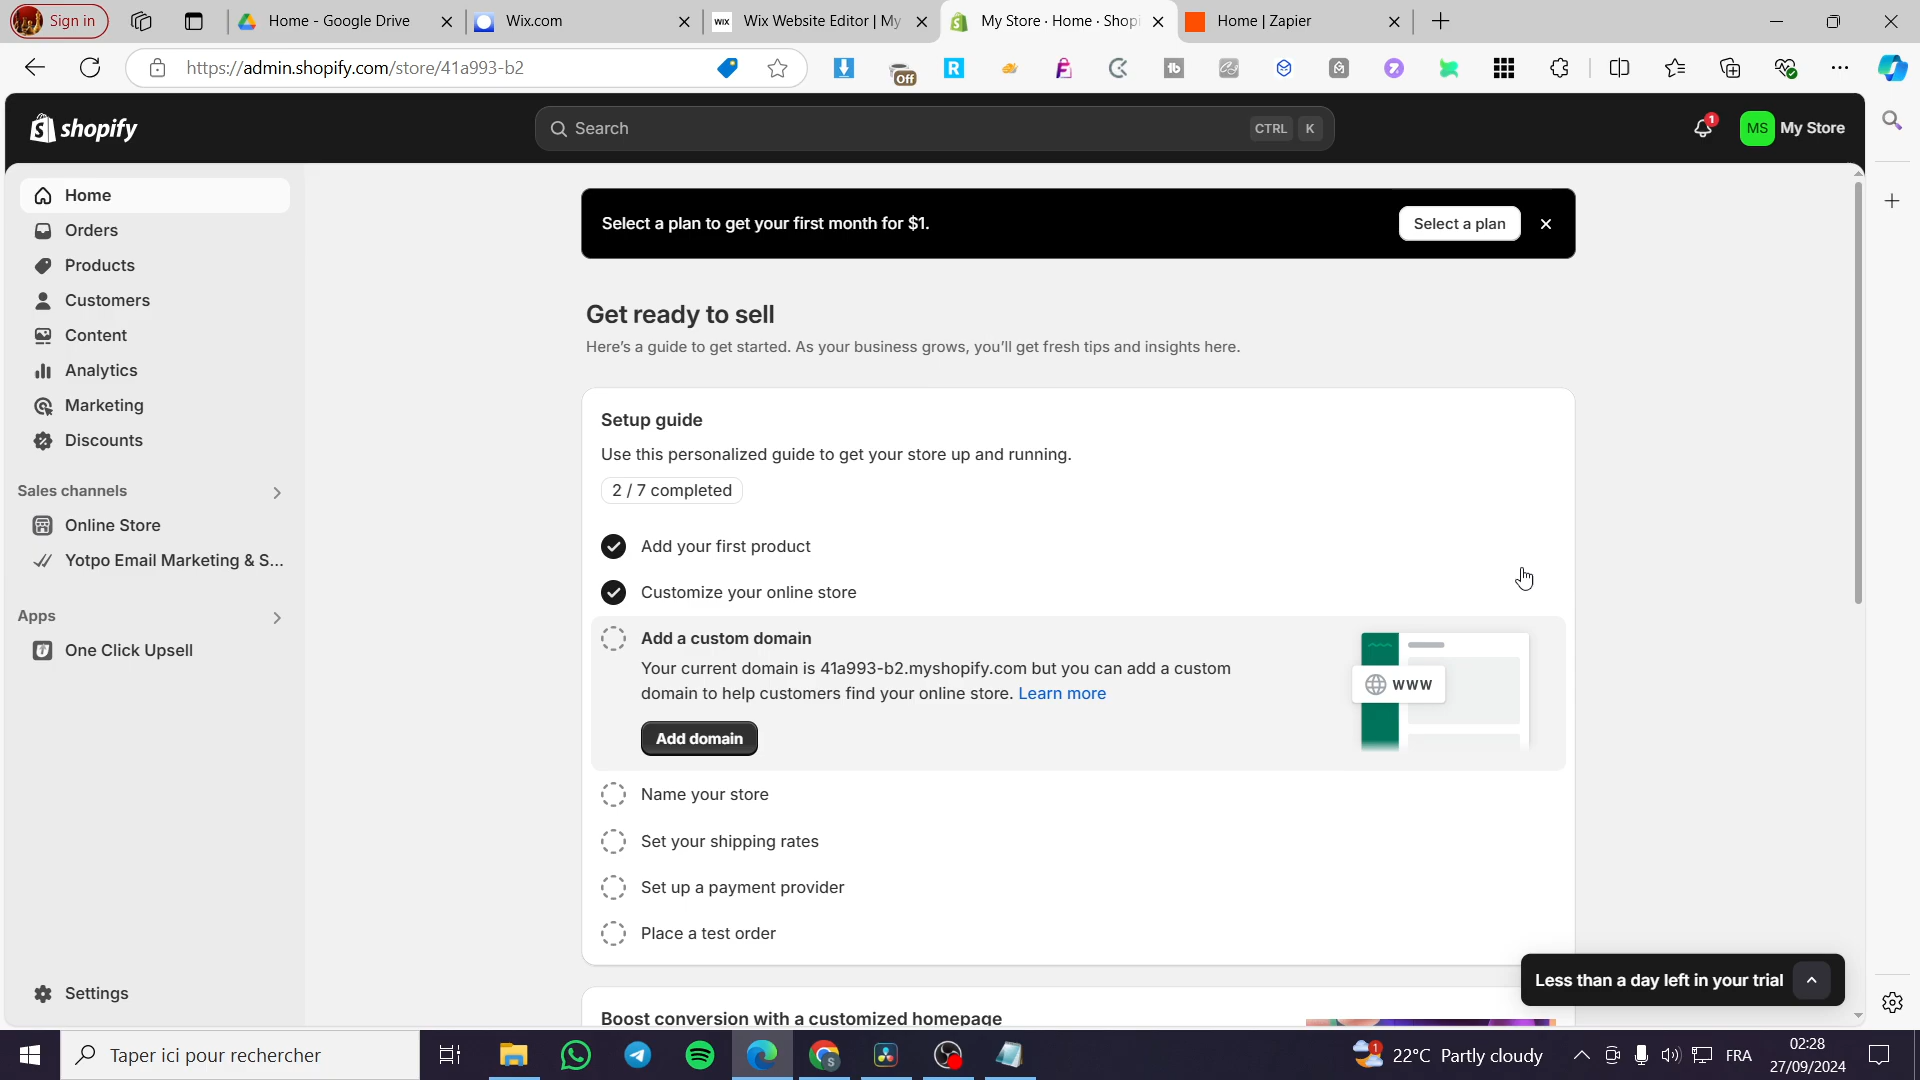 Sign in
Home - Google Drive
Wix.com
WiX Wix Website Editor | My
My Store · Home · Shopi
Home | Zapier
https://admin.shopify.com/store/41a993-b2
Off
shopify
Search
CTRL K
1
MS My Store
Home
Orders
Products
Customers
Content
Analytics
Marketing
Discounts
Sales channels
Online Store
Yotpo Email Marketing & S...
Apps
One Click Upsell
Settings
Select a plan to get your first month for $1.
Select a plan
Get ready to sell
Here's a guide to get started. As your business grows, you'll get fresh tips and insights here.
Setup guide
Use this personalized guide to get your store up and running.
2 / 7 completed
Add your first product
Customize your online store
Add a custom domain
Your current domain is 41a993-b2.myshopify.com but you can add a custom
domain to help customers find your online store. Learn more
Add domain
WWW
Name your store
Set your shipping rates
Set up a payment provider
Place a test order
Boost conversion with a customized homepage
Less than a day left in your trial
Taper ici pour rechercher
1
22°C Partly cloudy
FRA
02:28
27/09/2024